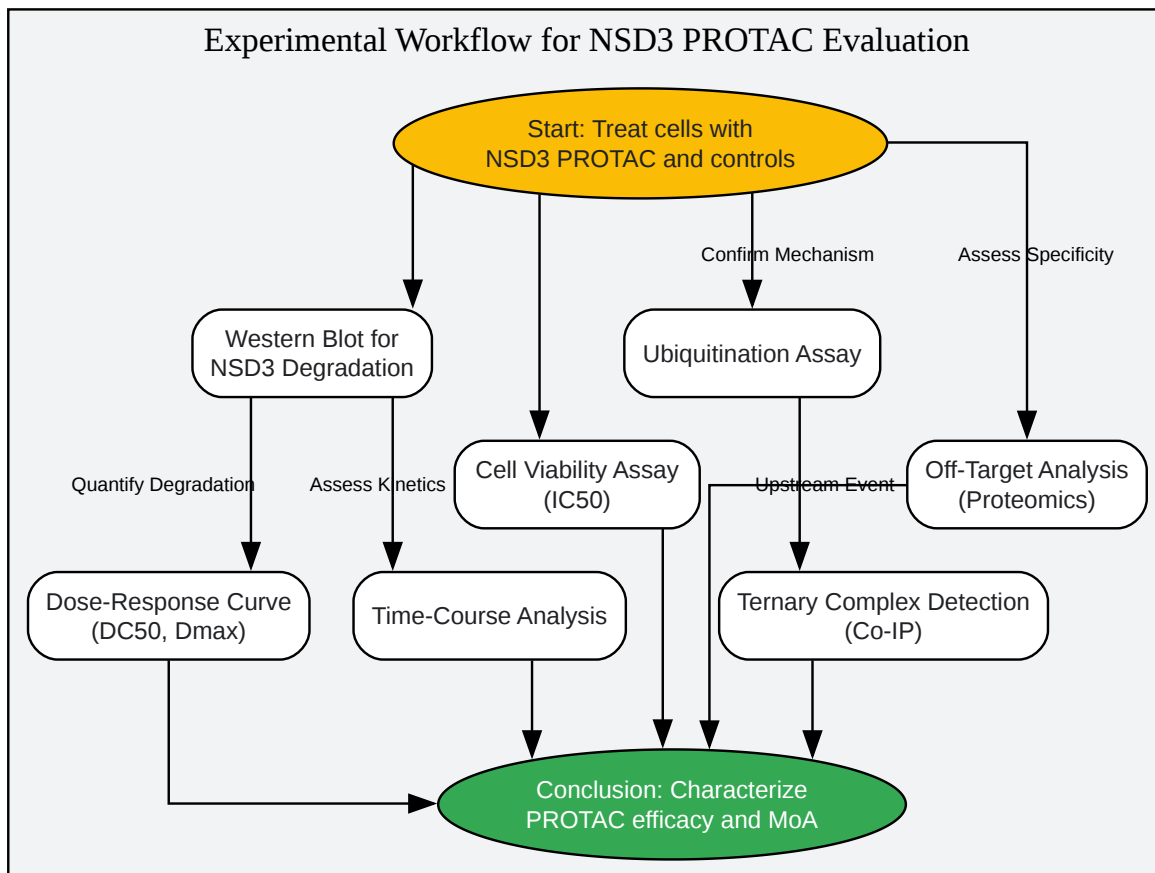 Experimental Workflow for NSD3 PROTAC Evaluation
Start: Treat cells with
NSD3 PROTAC and controls
Confirm Mechanism
Assess Specificity
Western Blot for
NSD3 Degradation
Ubiquitination Assay
Cell Viability Assay
(IC50)
Off-Target Analysis
(Proteomics)
Quantify Degradation
Assess Kinetics
Upstream Event
Dose-Response Curve
(DC50, Dmax)
Time-Course Analysis
Ternary Complex Detection
(Co-IP)
Conclusion: Characterize
PROTAC efficacy and MoA